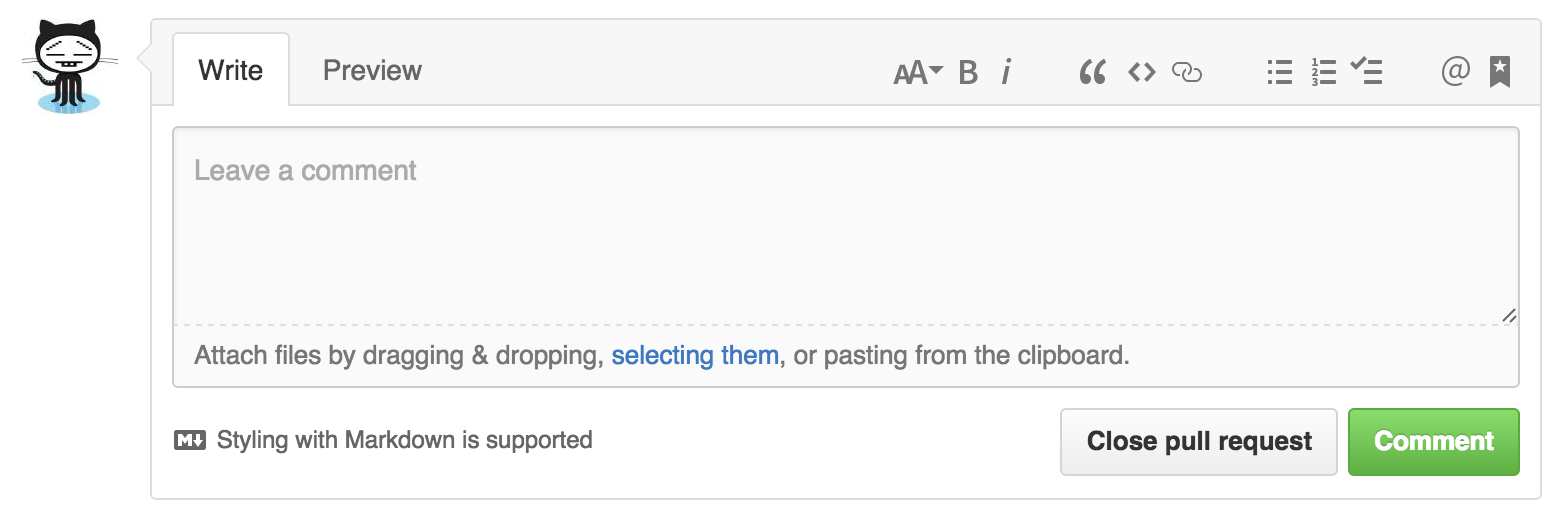 Write Preview AA B i @
Leave a comment
Attach files by dragging & dropping, selecting them, or pasting from the clipboard.
M Styling with Markdown is supported Close pull request Comment